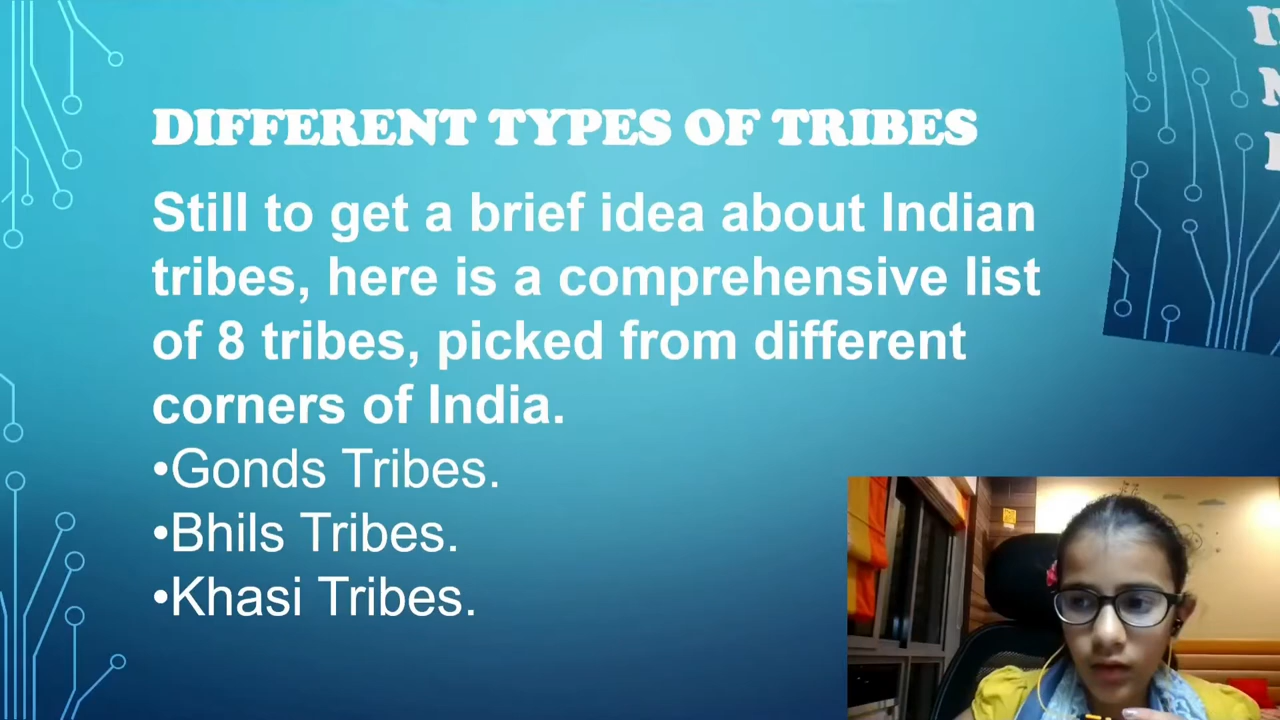 DIFFERENT TYPES OF TRIBES
Still to get a brief idea about Indian
tribes, here is a comprehensive list
of 8 tribes, picked from different
corners of India.
•Gonds Tribes.
•Bhils Tribes.
•Khasi Tribes.